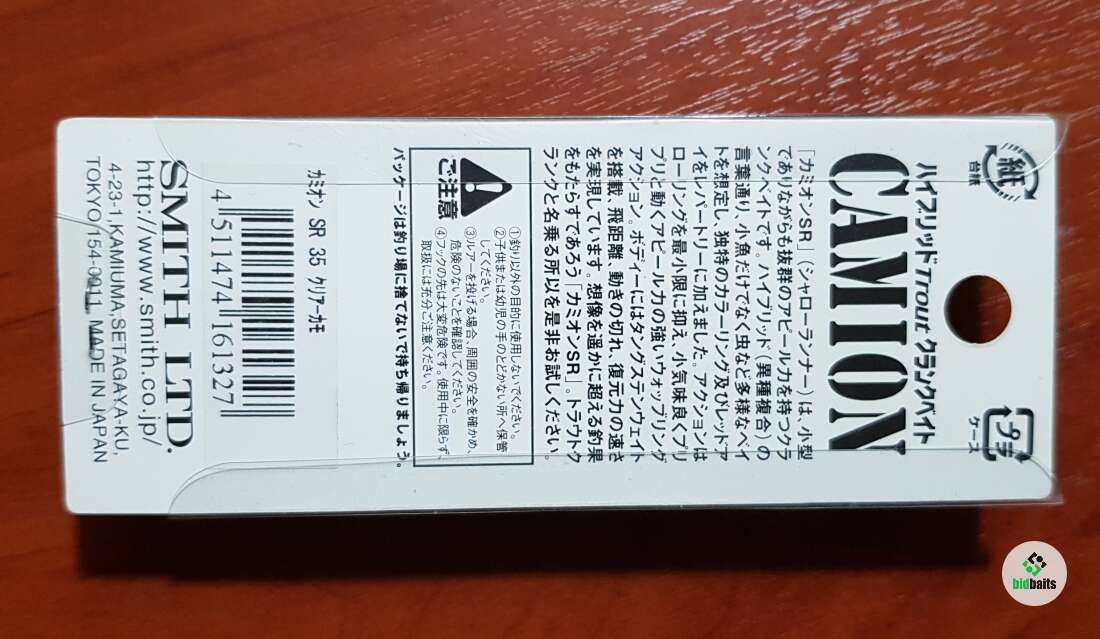 紙
台紙
プラ
ケース
ハイブリッドTroutクランクベイト
CAMION
「カミオンSR」(シャローランナー)は、小型
でありながらも抜群のアピール力を持つクラ
ンクベイトです。ハイブリッド(異種複合)の
言葉通り、小魚だけでなく虫など多様なベイ
トを想定し、独特のカラーリング及びレッドア
イをレパートリーに加えました。アクションは
ローリングを最小限に抑え、小気味良くプリ
プリと動くアピール力の強いウォッブリング
アクション。ボディーにはタングステンウェイト
を搭載、飛距離、動きの切れ、復元力の速さ
を実現しています。想像を遥かに超える釣果
をもたらすであろう「カミオンSR」。トラウトク
ランクと名乗る所以を是非お試しください。
ご注意
①釣り以外の目的に使用しないでください。
②子供または幼児の手のとどかない所へ保管
してください。
③ルアーを投げる場合、周囲の安全を確かめ、
危険のないことを確認してください。
④フックの先は大変危険です。使用中に限らず、
取扱には充分ご注意ください。
パッケージは釣り場に捨てないで持ち帰りましょう。
カミオン SR 35 クリアーカモ
4 511474 161327
SMITH LTD.
http://www.smith.co.jp/
4-23-1,KAMIUMA,SETAGAYA-KU,
TOKYO/154-0011, MADE IN JAPAN
bidbaits